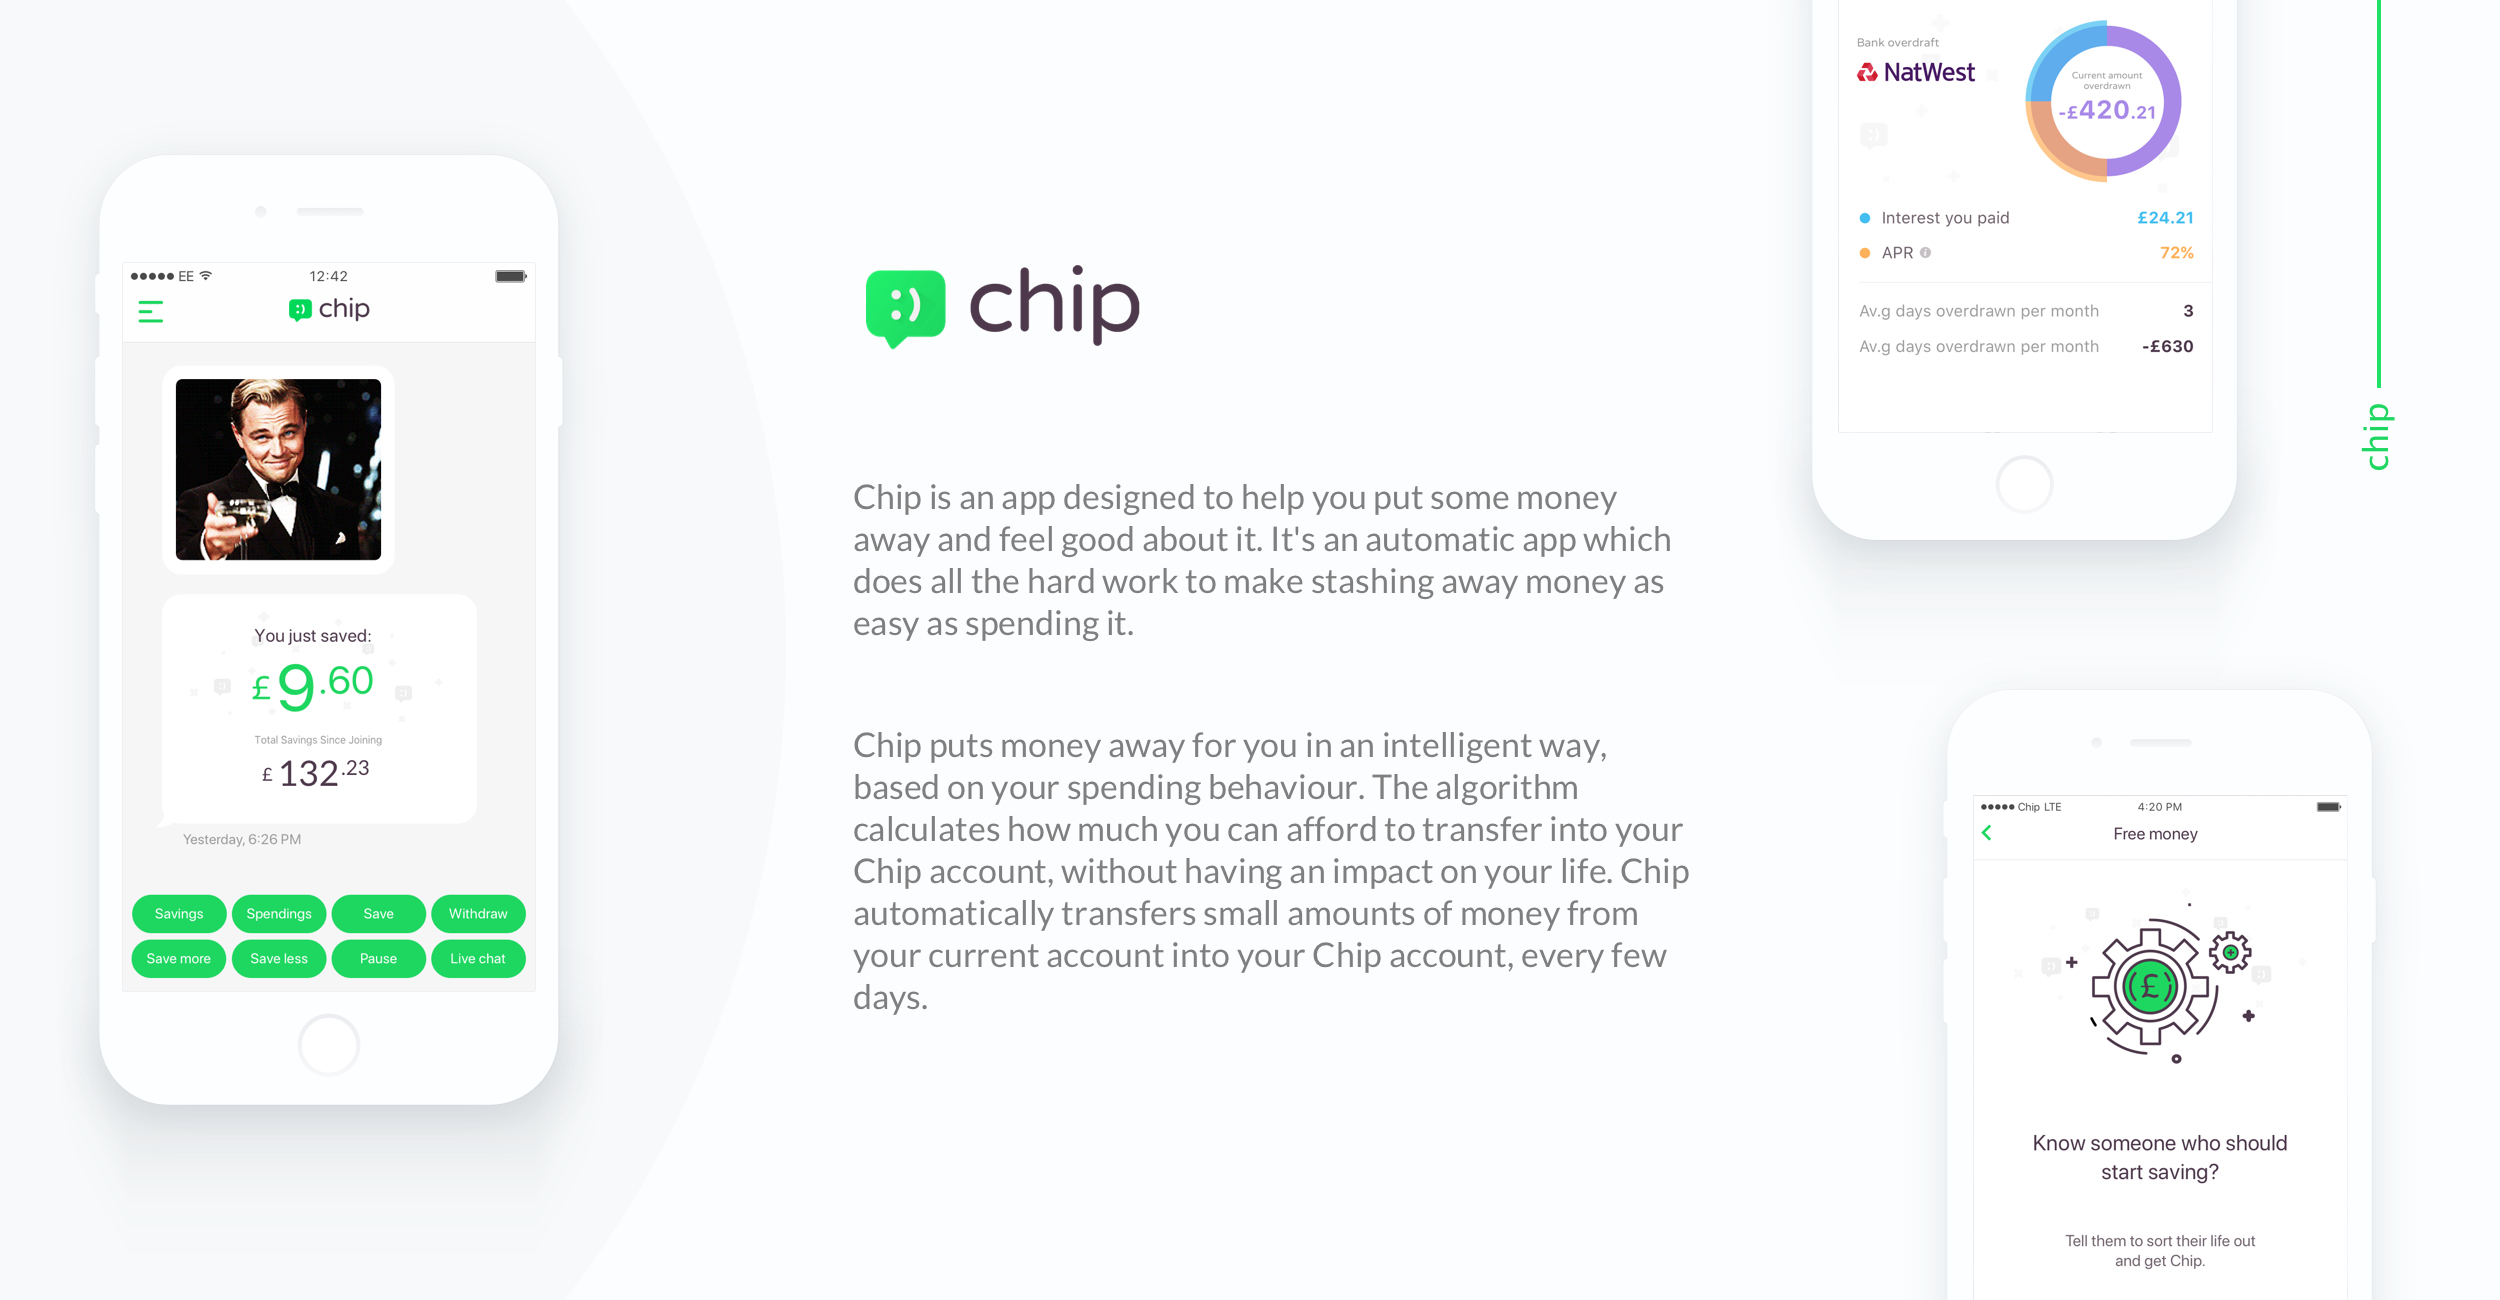 EE
12:42
:) chip
You just saved:
£9.60
Total Savings Since Joining
£132.23
Yesterday, 6:26 PM
Savings
Spendings
Save
Withdraw
Save more
Save less
Pause
Live chat
:) chip
Chip is an app designed to help you put some money
away and feel good about it. It's an automatic app which
does all the hard work to make stashing away money as
easy as spending it.
Chip puts money away for you in an intelligent way,
based on your spending behaviour. The algorithm
calculates how much you can afford to transfer into your
Chip account, without having an impact on your life. Chip
automatically transfers small amounts of money from
your current account into your Chip account, every few
days.
Bank overdraft
NatWest
Current amount
overdrawn
-£420.21
Interest you paid £24.21
APR i 72%
Av.g days overdrawn per month 3
Av.g days overdrawn per month -£630
chip
Chip LTE
4:20 PM
Free money
£
Know someone who should
start saving?
Tell them to sort their life out
and get Chip.